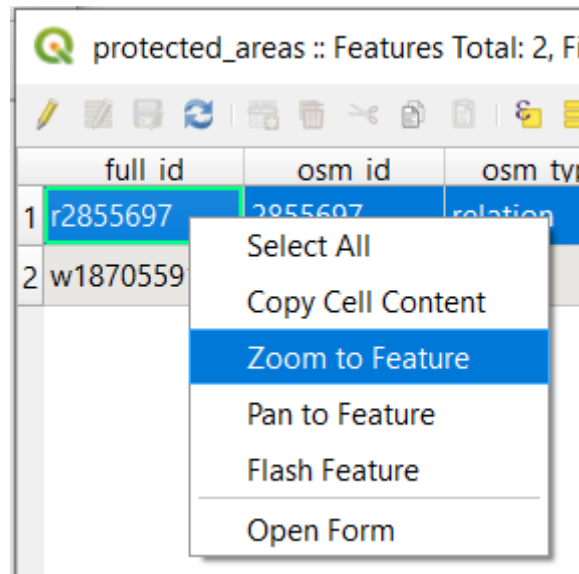 protected_areas :: Features Total: 2, Fi
full_id osm_id osm_typ
1 r2855697 2855697 relation
Select All
2 w1870559
Copy Cell Content
Zoom to Feature
Pan to Feature
Flash Feature
Open Form